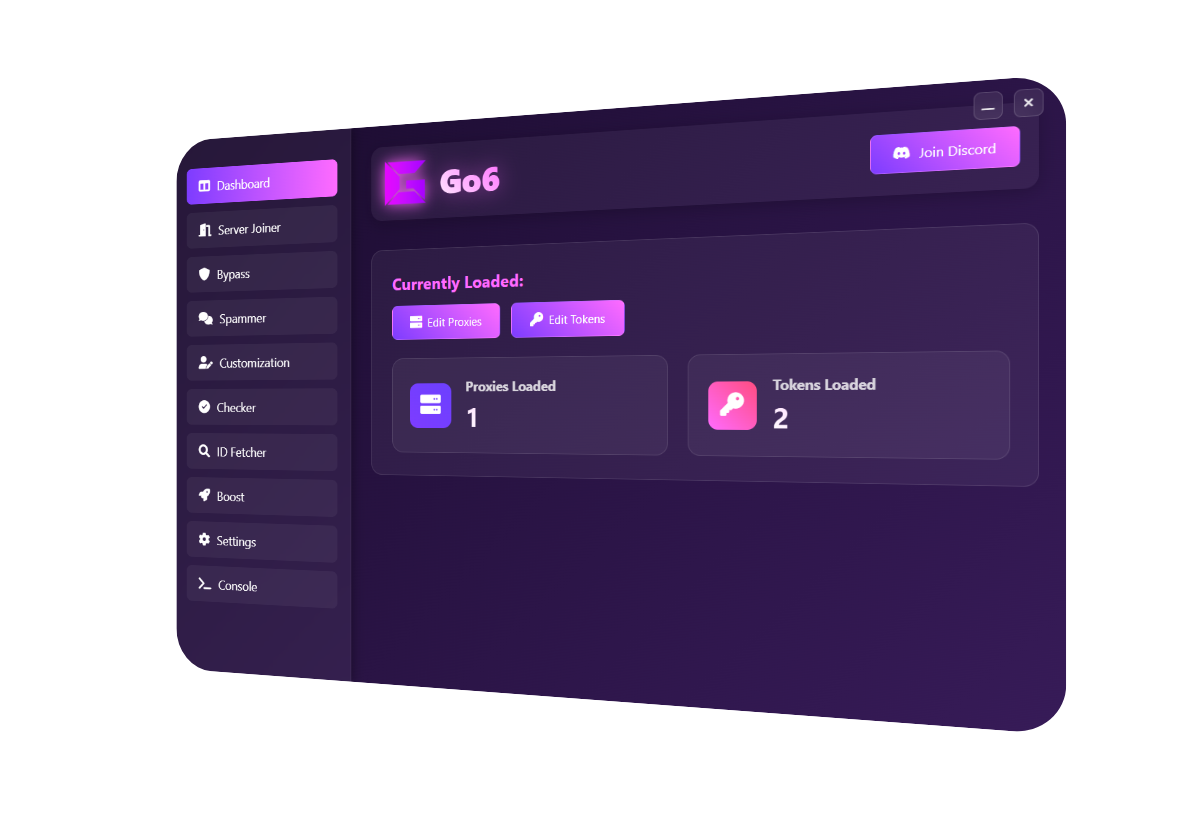 Dashboard
Server Joiner
Bypass
Spammer
Customization
Checker
ID Fetcher
Boost
Settings
Console
Go6
Join Discord
Currently Loaded:
Edit Proxies
Edit Tokens
Proxies Loaded
1
Tokens Loaded
2